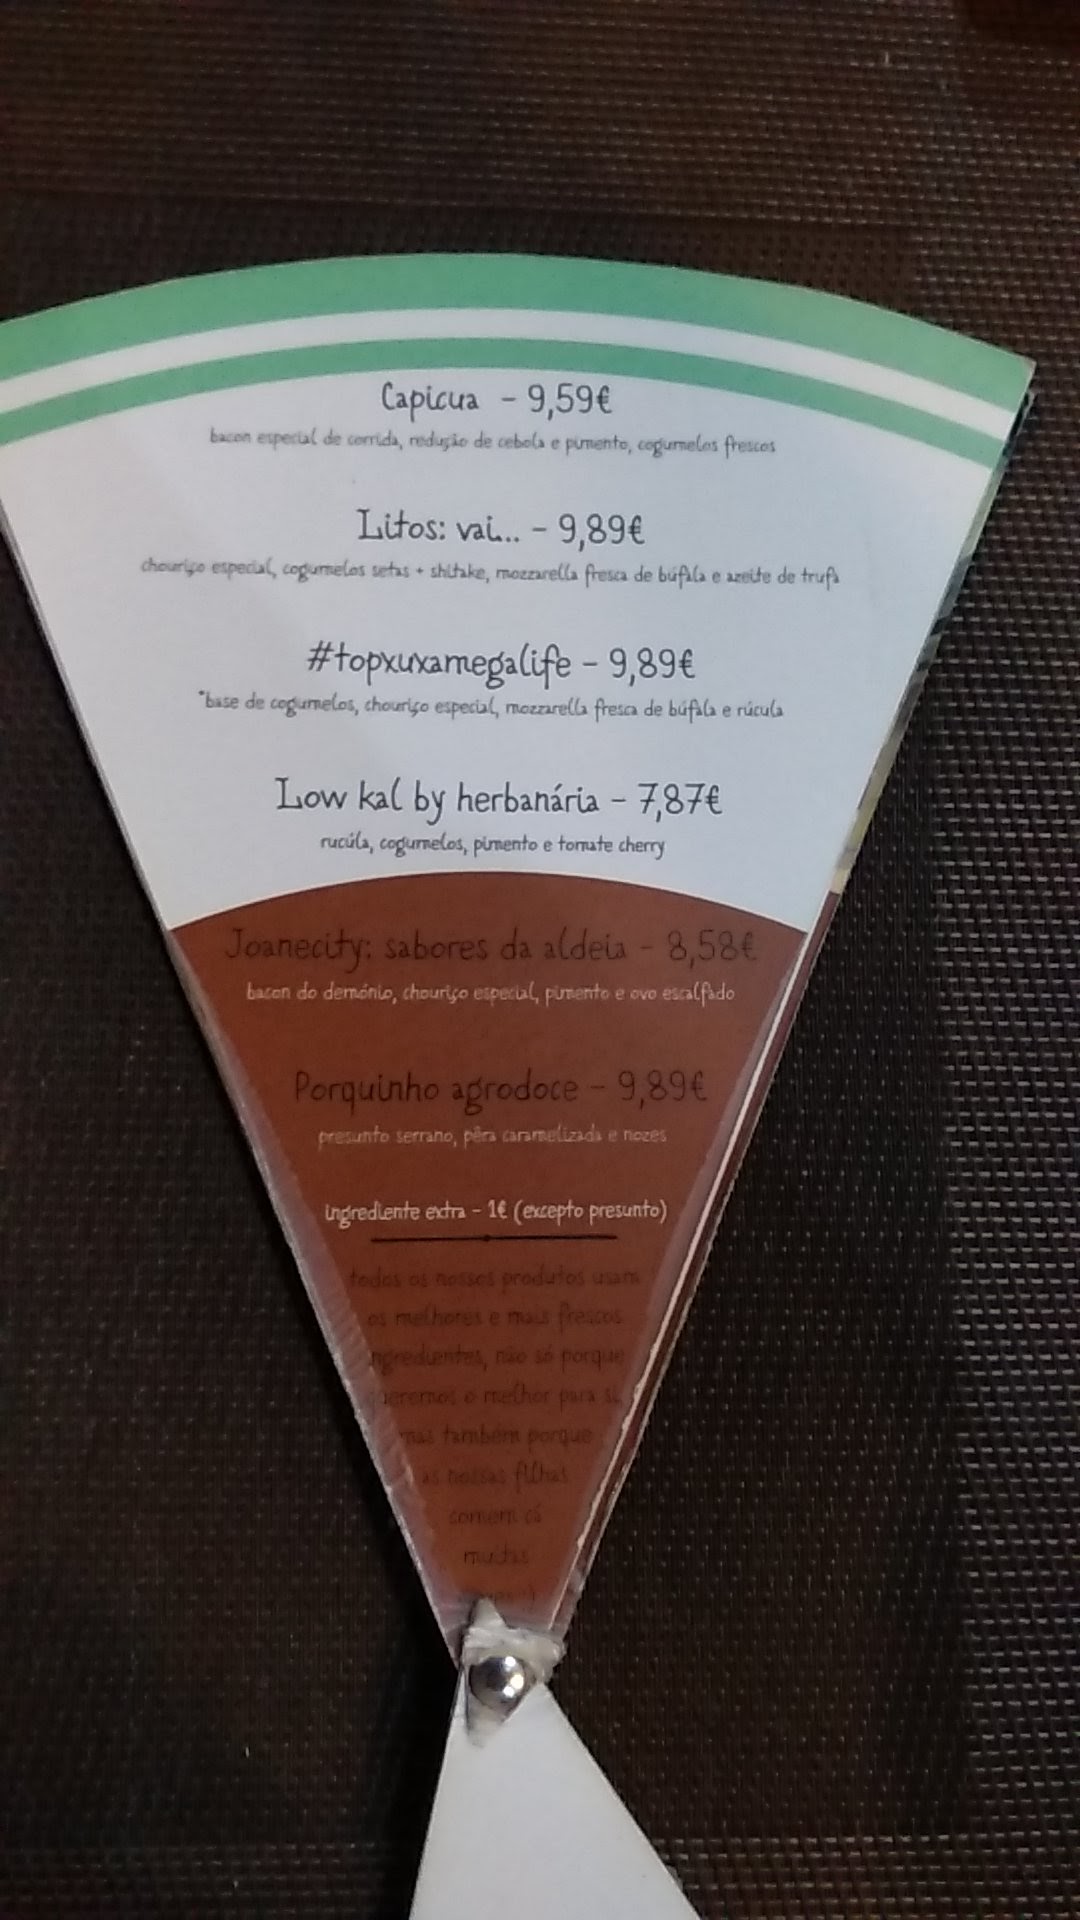 Capicua - 9,59€
bacon especial de corrida, redução de cebola e pimento, cogumelos frescos
Litos: vai... - 9,89€
chouriço especial, cogumelos setas + shitake, mozzarella fresca de búfala e azeite de trufa
#topxuxamegalife - 9,89€
*base de cogumelos, chouriço especial, mozzarella fresca de búfala e rúcula
Low kal by herbanária - 7,87€
rucúla, cogumelos, pimento e tomate cherry
Joanecity: sabores da aldeia - 8,58€
bacon do demónio, chouriço especial, pimento e ovo escalfado
Porquinho agrodoce - 9,89€
presunto serrano, pêra caramelizada e nozes
ingrediente extra - 1€ (excepto presunto)
todos os nossos produtos usam
os melhores e mais frescos
ingredientes, não só porque
queremos o melhor para si,
mas também porque
as nossas filhas
comem cá
muitas